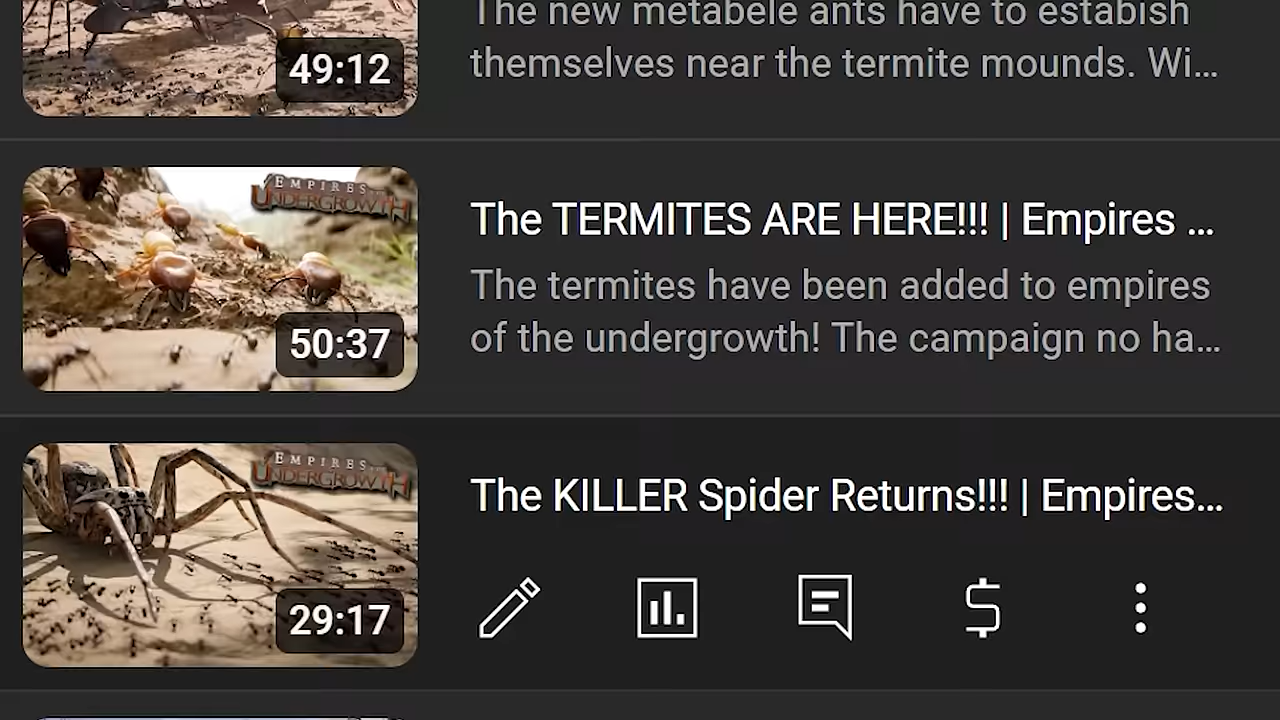 The new metabele ants have to estabish
themselves near the termite mounds. Wi...
49:12
EMPIRES
UNDERGROWTH
The TERMITES ARE HERE!!! | Empires ...
The termites have been added to empires
of the undergrowth! The campaign no ha...
50:37
EMPIRES
UNDERGROWTH
The KILLER Spider Returns!!! | Empires...
29:17